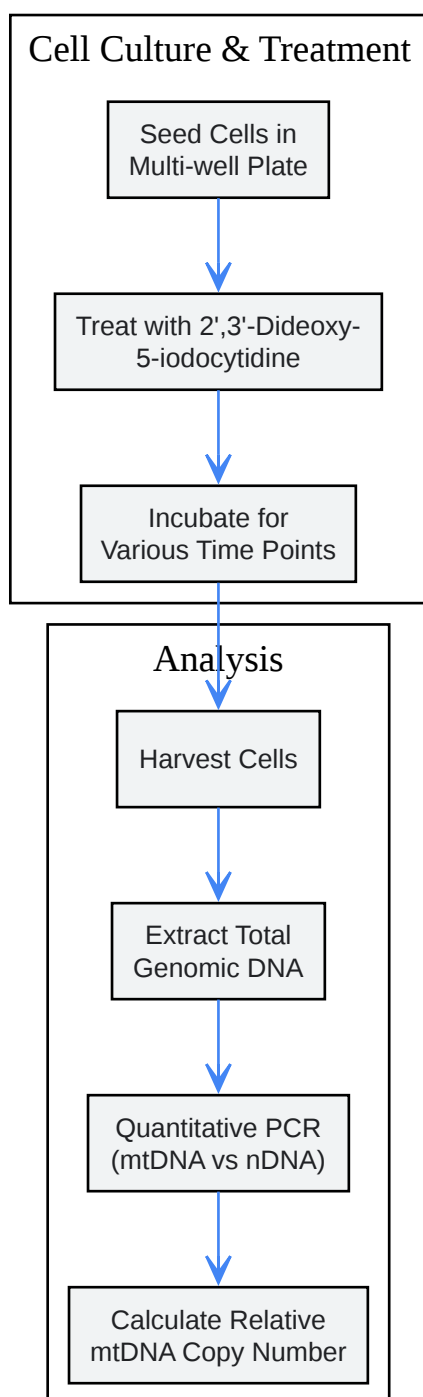 Cell Culture & Treatment
Seed Cells in
Multi-well Plate
Treat with 2',3'-Dideoxy-
5-iodocytidine
Incubate for
Various Time Points
Analysis
Harvest Cells
Extract Total
Genomic DNA
Quantitative PCR
(mtDNA vs nDNA)
Calculate Relative
mtDNA Copy Number